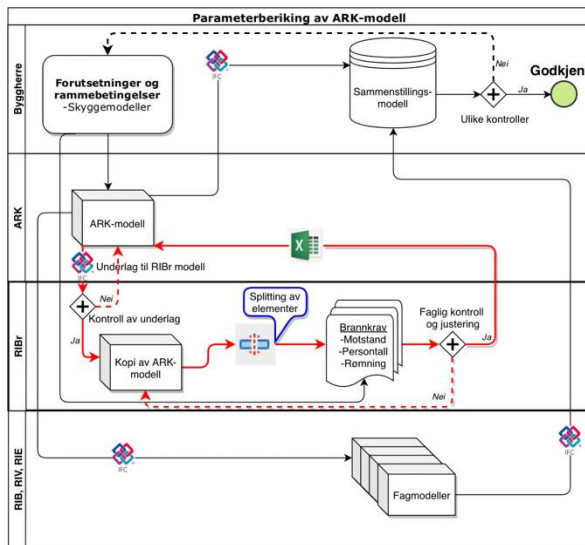 Parameterberiking av ARK-modell
Byggherre
Forutsetninger og
rammebetingelser
-Skyggemodeller
IFC
Sammenstillings-
modell
Nei
Godkjen
Ja
Ulike kontroller
ARK
ARK-modell
IFC
Underlag til RIBr modell
RIBr
Nei
Kontroll av underlag
Ja
Kopi av ARK-
modell
Splitting av
elementer
Brannkrav
-Motstand
-Persontall
-Rømning
Faglig kontroll
og justering
Ja
Nei
RIB, RIV, RIE
IFC
Fagmodeller
IFC